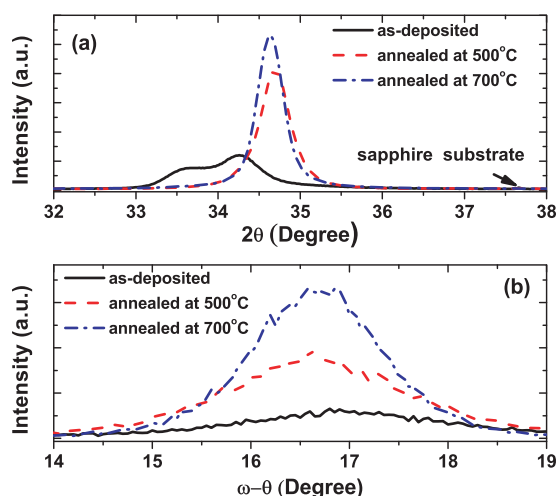 Intensity (a.u.)
(a)
as-deposited
annealed at 500°C
annealed at 700°C
sapphire substrate
32 33 34 35 36 37 38
2θ (Degree)
Intensity (a.u.)
as-deposited
annealed at 500°C
annealed at 700°C
(b)
14 15 16 17 18 19
ω−θ (Degree)